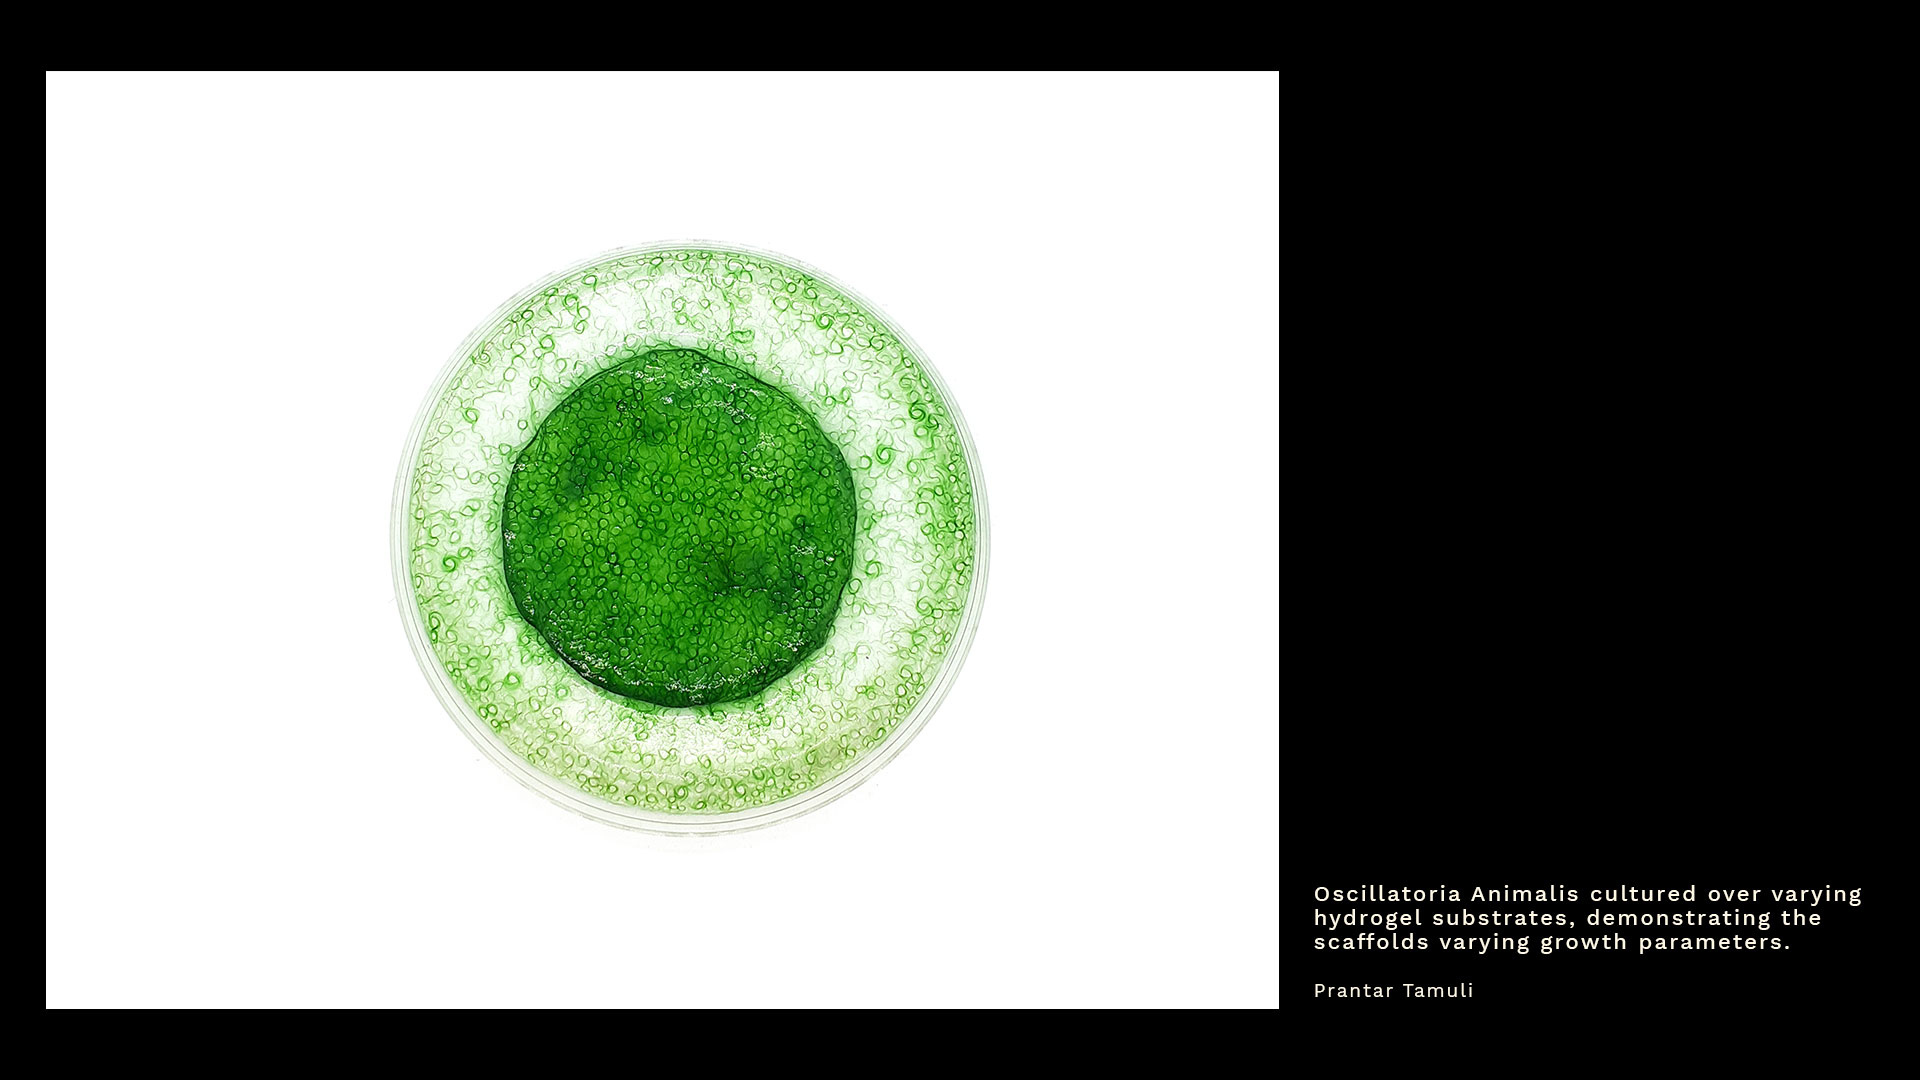 Oscillatoria Animalis cultured over varying
hydrogel substrates, demonstrating the
scaffolds varying growth parameters.
Prantar Tamuli